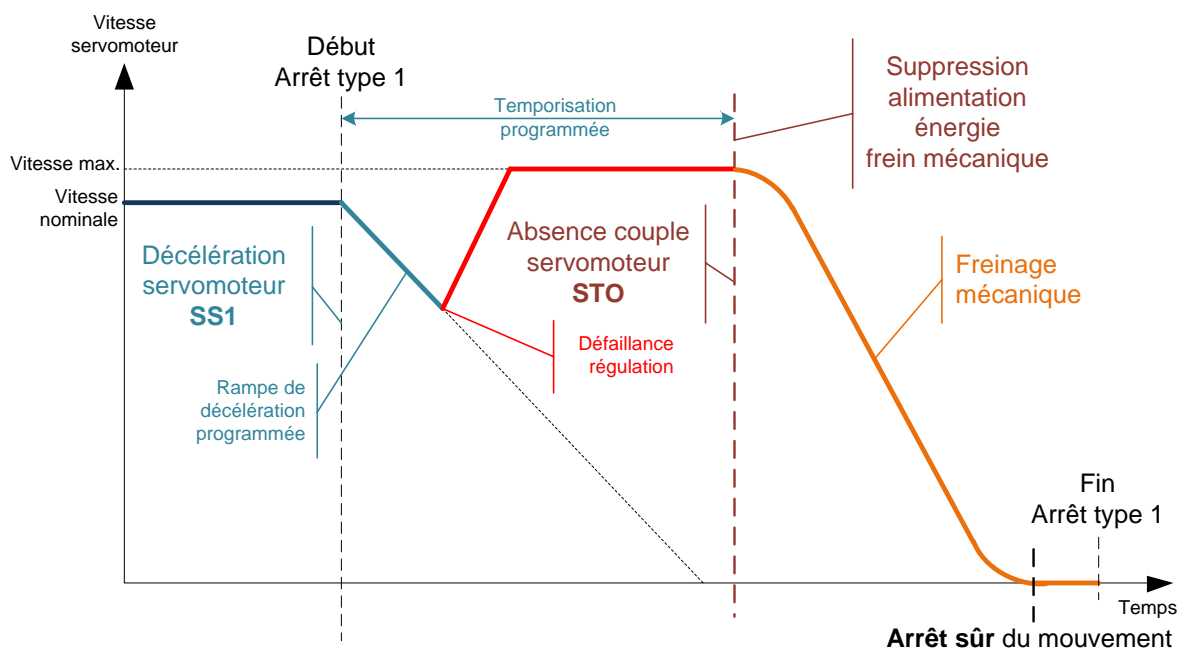 Vitesse
servomoteur
Début
Arrêt type 1
Temporisation
programmée
Suppression
alimentation
énergie
frein mécanique
Vitesse max.
Vitesse
nominale
Décélération
servomoteur
SS1
Absence couple
servomoteur
STO
Freinage
mécanique
Défaillance
régulation
Rampe de
décélération
programmée
Fin
Arrêt type 1
Temps
Arrêt sûr du mouvement